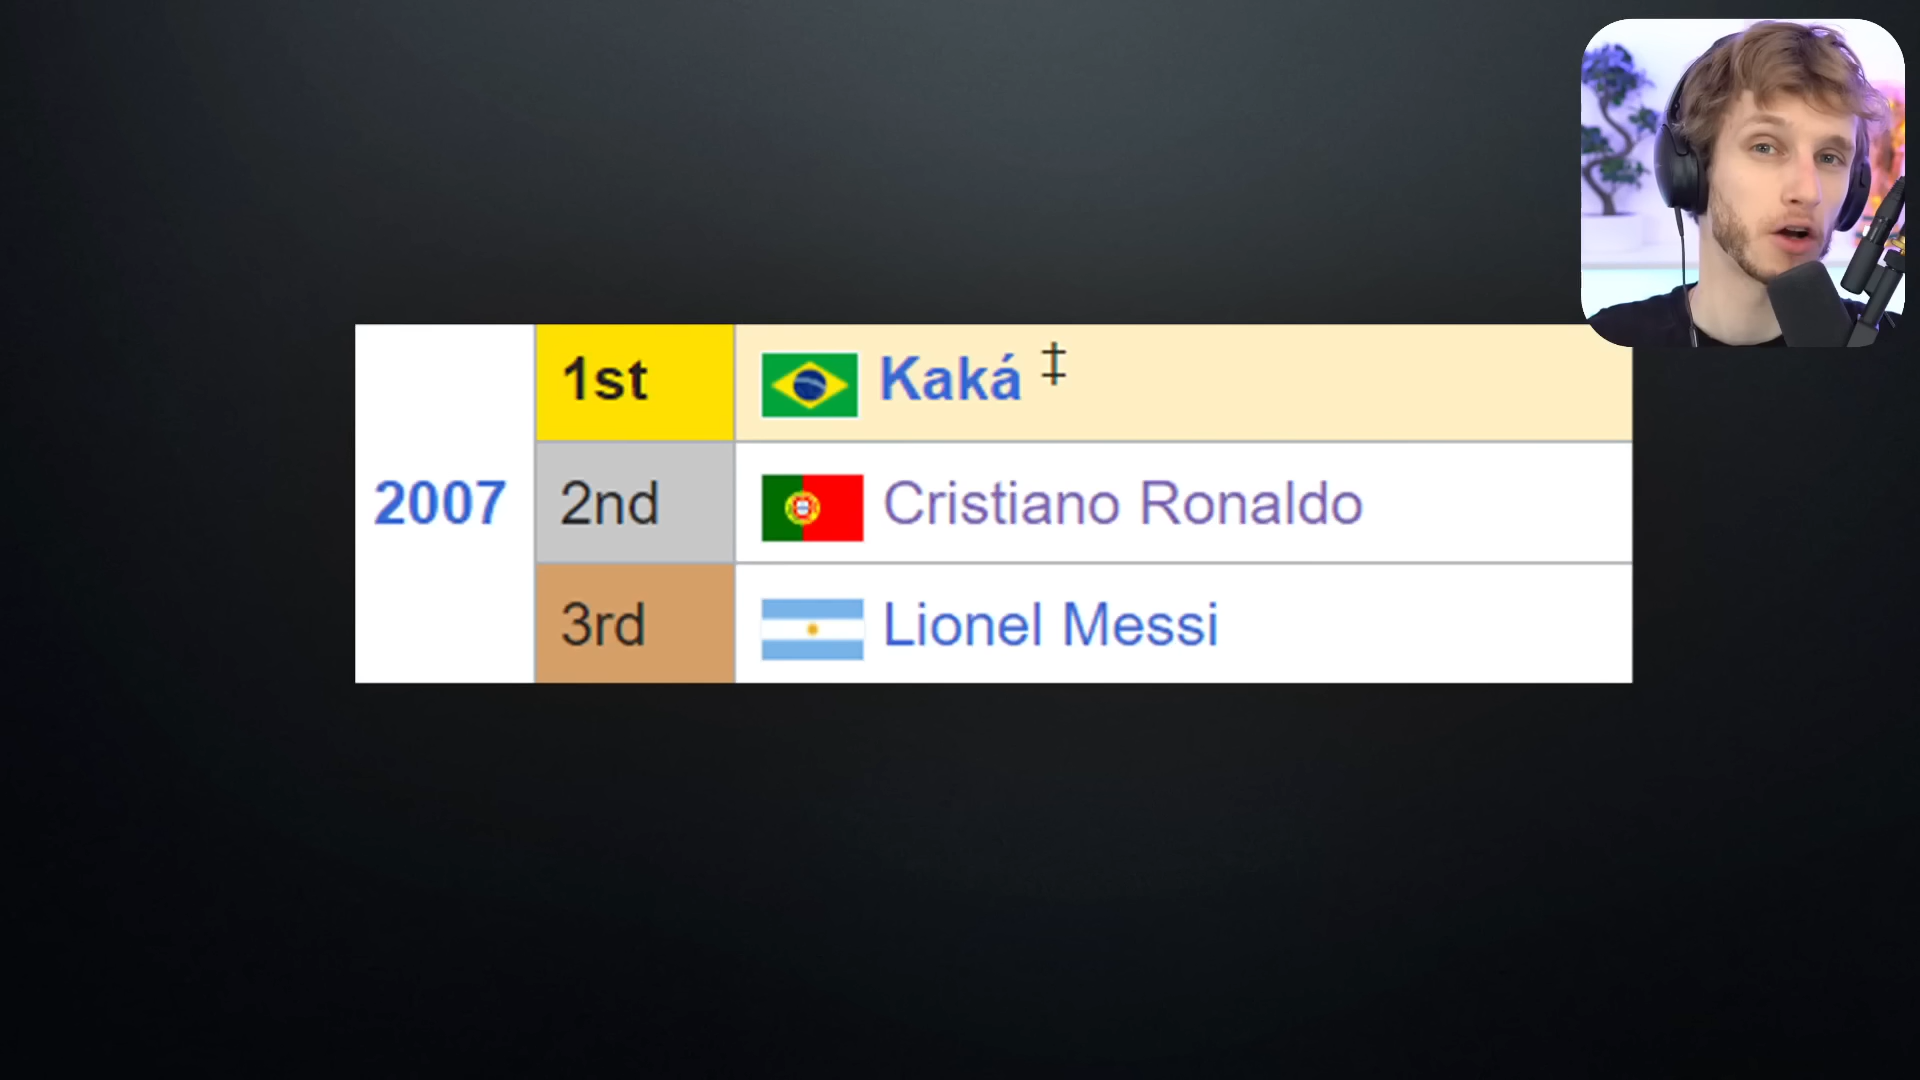 2007
1st Kaká ‡
2nd Cristiano Ronaldo
3rd Lionel Messi